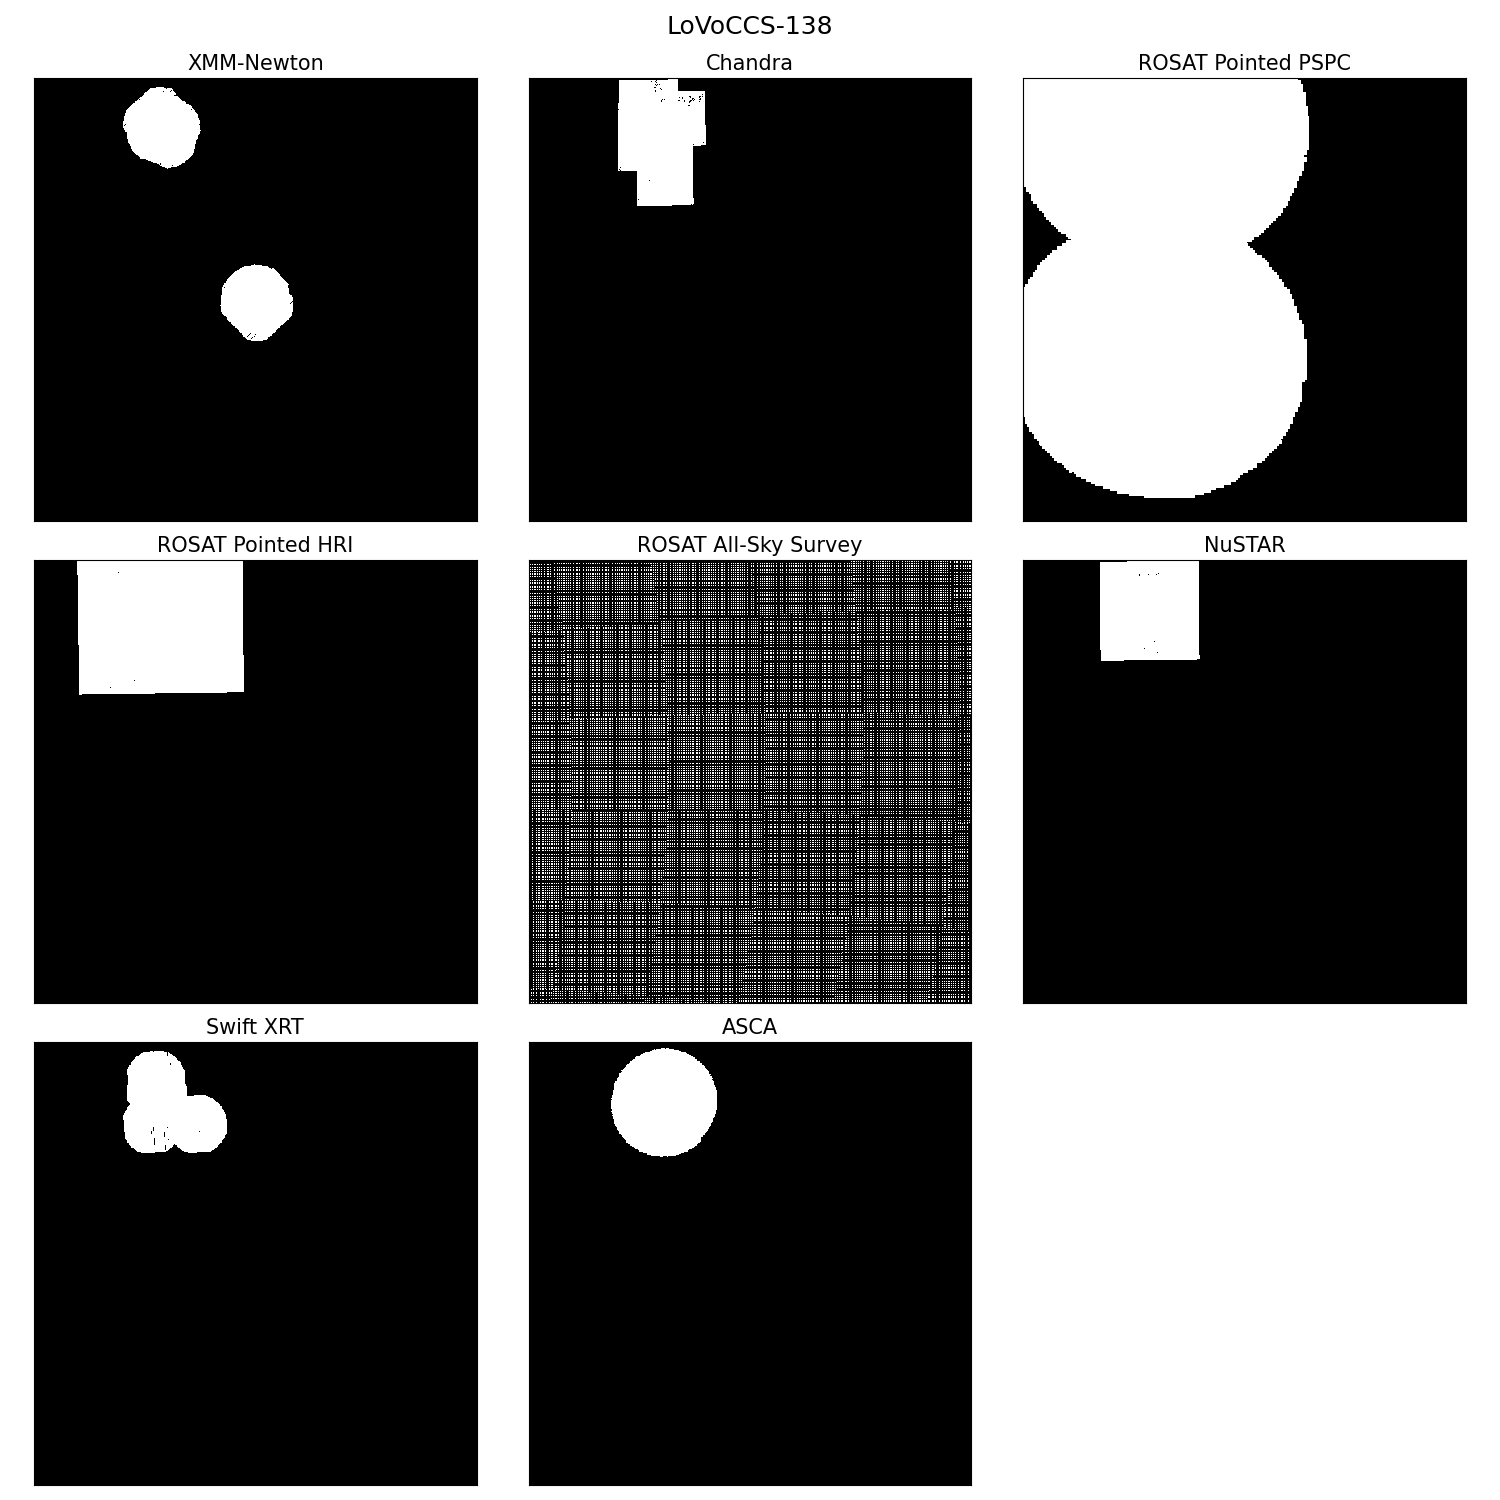 LoVoCCS-138
XMM-Newton
Chandra
ROSAT Pointed PSPC
ROSAT Pointed HRI
ROSAT All-Sky Survey
NuSTAR
Swift XRT
ASCA